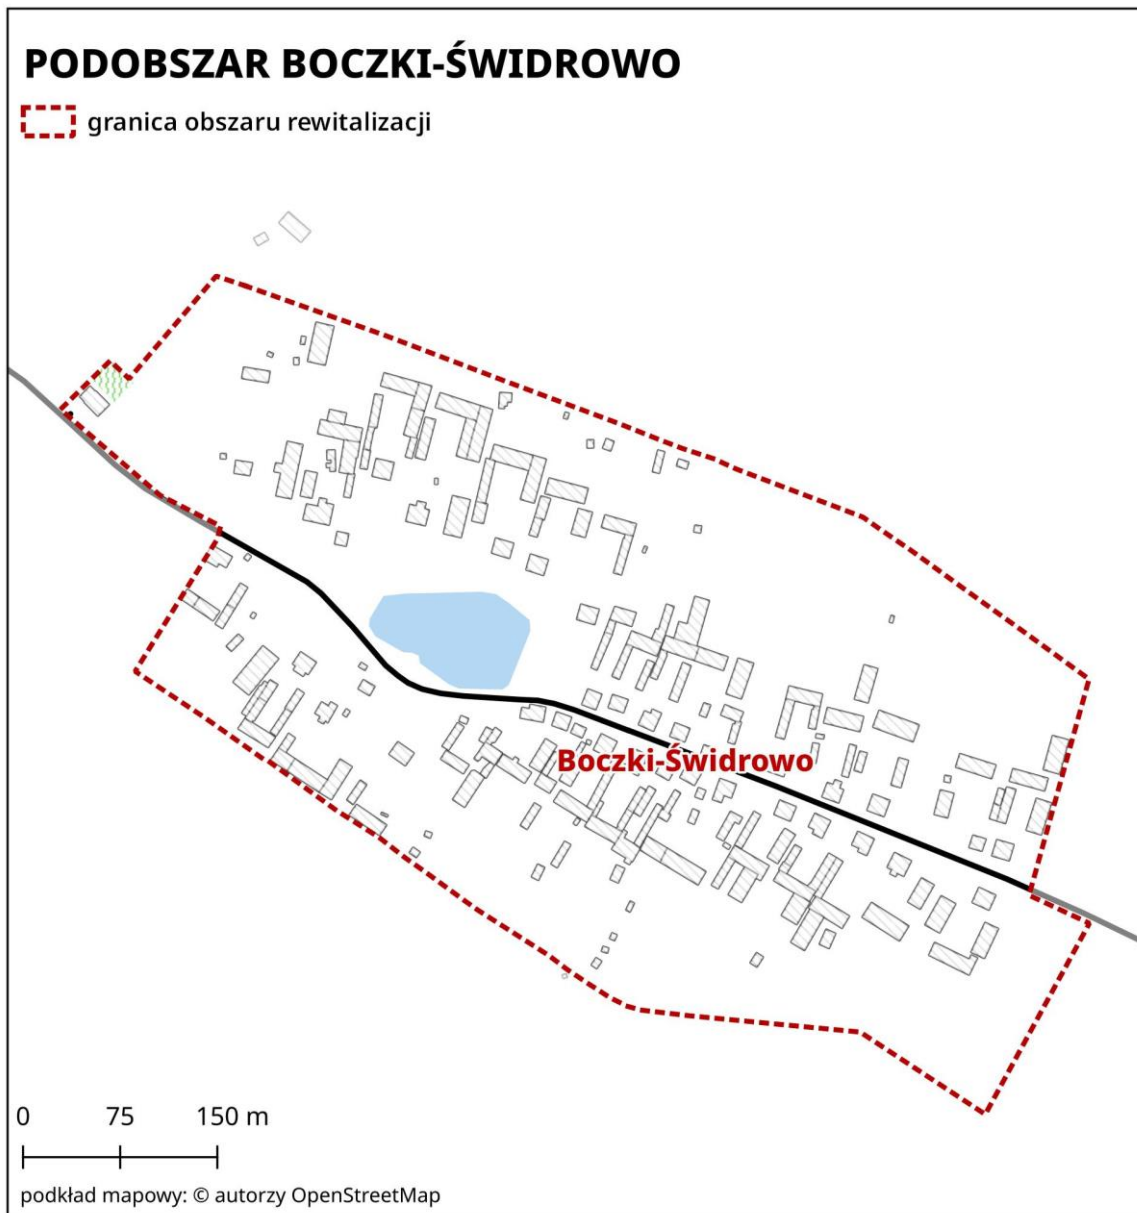 PODOBSZAR BOCZKI-ŚWIDROWO
granica obszaru rewitalizacji
Boczki-Świdrowo
0 75 150 m
podkład mapowy: © autorzy OpenStreetMap